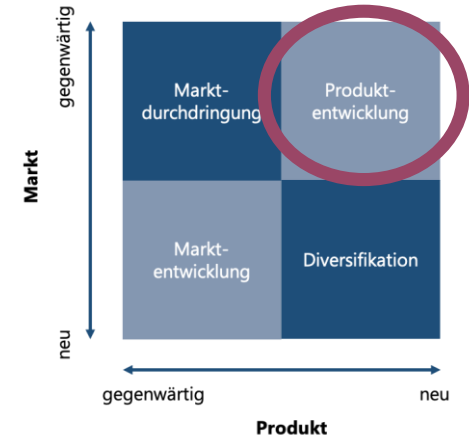 gegenwärtig
Markt-
durchdringung
Produkt-
entwicklung
Markt
Markt-
entwicklung
Diversifikation
neu
gegenwärtig
neu
Produkt